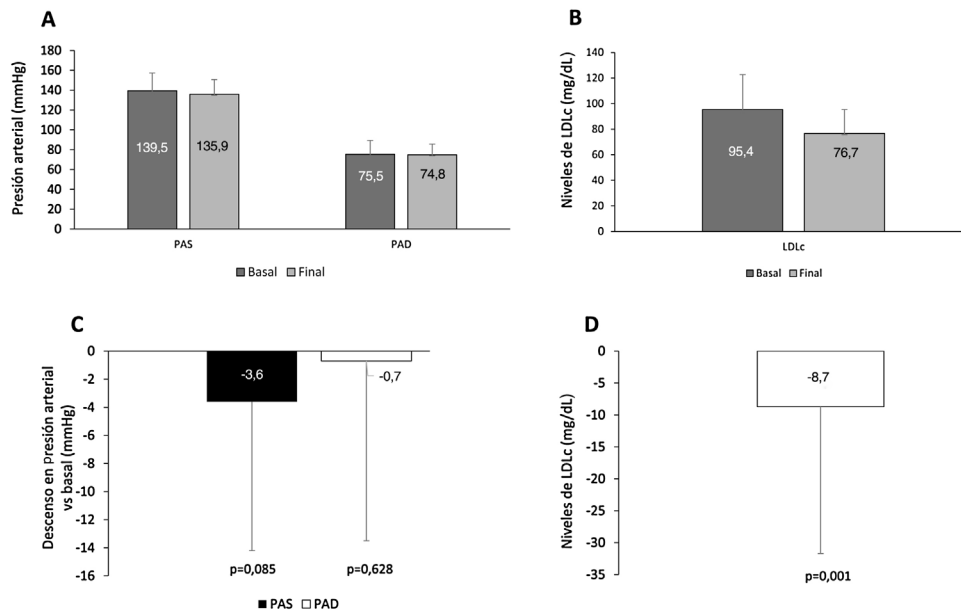 A
Presión arterial (mmHg)
180
160
140
120
100
80
60
40
20
0
139,5
135,9
75,5
74,8
PAS
PAD
Basal
Final
B
Niveles de LDLc (mg/dL)
140
120
100
80
60
40
20
0
95,4
76,7
LDLc
Basal
Final
C
Descenso en Presión arterial
vs basal (mmHg)
0
-2
-4
-6
-8
-10
-12
-14
-16
-3,6
-0,7
p=0,085
p=0,628
PAS
PAD
D
Niveles de LDLc (mg/dL)
0
-5
-10
-15
-20
-25
-30
-35
-8,7
p=0,001